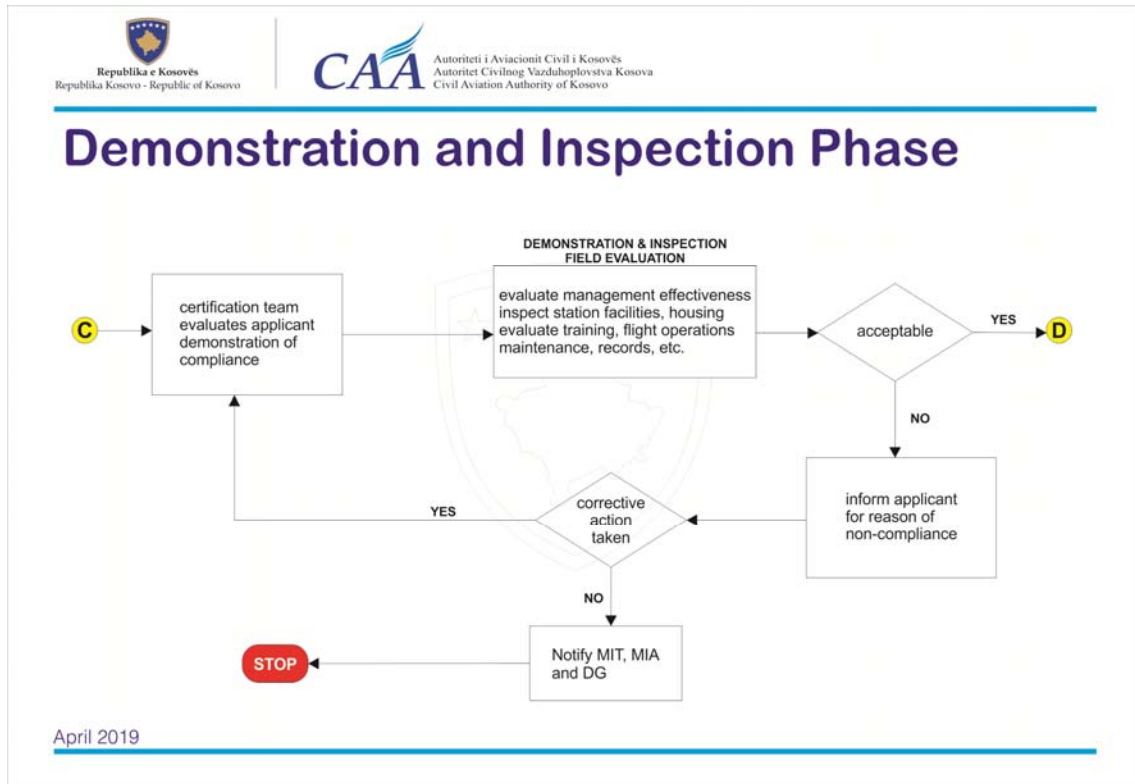 Republika e Kosovës
Republika Kosovo - Republic of Kosovo
CAA
Autoriteti i Aviacionit Civil i Kosovës
Autoritet Civilnog Vazduhoplovstva Kosova
Civil Aviation Authority of Kosovo
Demonstration and Inspection Phase
DEMONSTRATION & INSPECTION
FIELD EVALUATION
C
certification team
evaluates applicant
demonstration of
compliance
evaluate management effectiveness
inspect station facilities, housing
evaluate training, flight operations
maintenance, records, etc.
acceptable
YES
D
NO
inform applicant
for reason of
non-compliance
corrective
action
taken
YES
NO
Notify MIT, MIA
and DG
STOP
April 2019